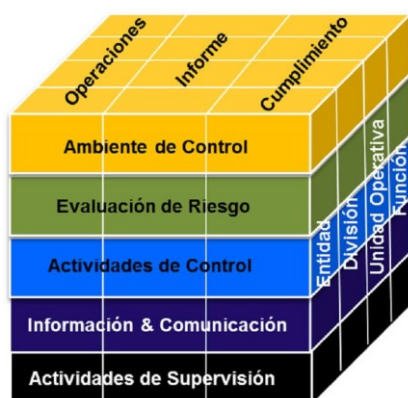 Operaciones
Informe
Cumplimiento
Ambiente de Control
Evaluación de Riesgo
Actividades de Control
Información & Comunicación
Actividades de Supervisión
Entidad
División
Unidad Operativa
Función